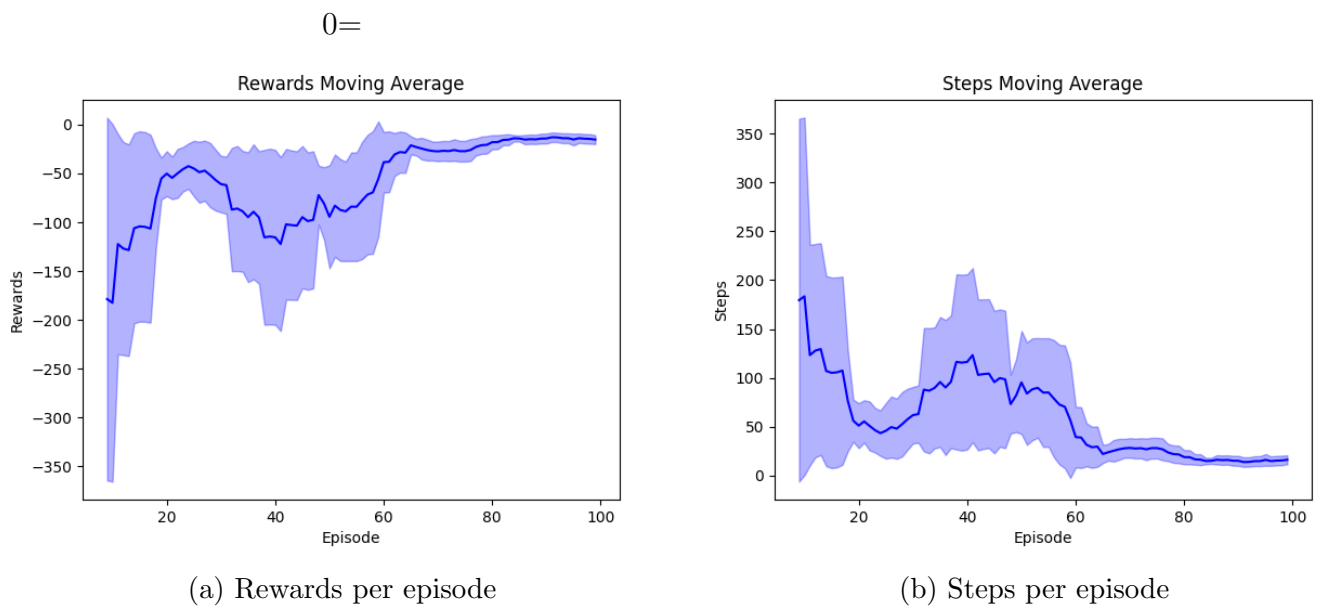 0=
Rewards Moving Average
0
−50
−100
−150
−200
−250
−300
−350
Rewards
20 40 60 80 100
Episode
(a) Rewards per episode
Steps Moving Average
350
300
250
200
150
100
50
0
Steps
20 40 60 80 100
Episode
(b) Steps per episode